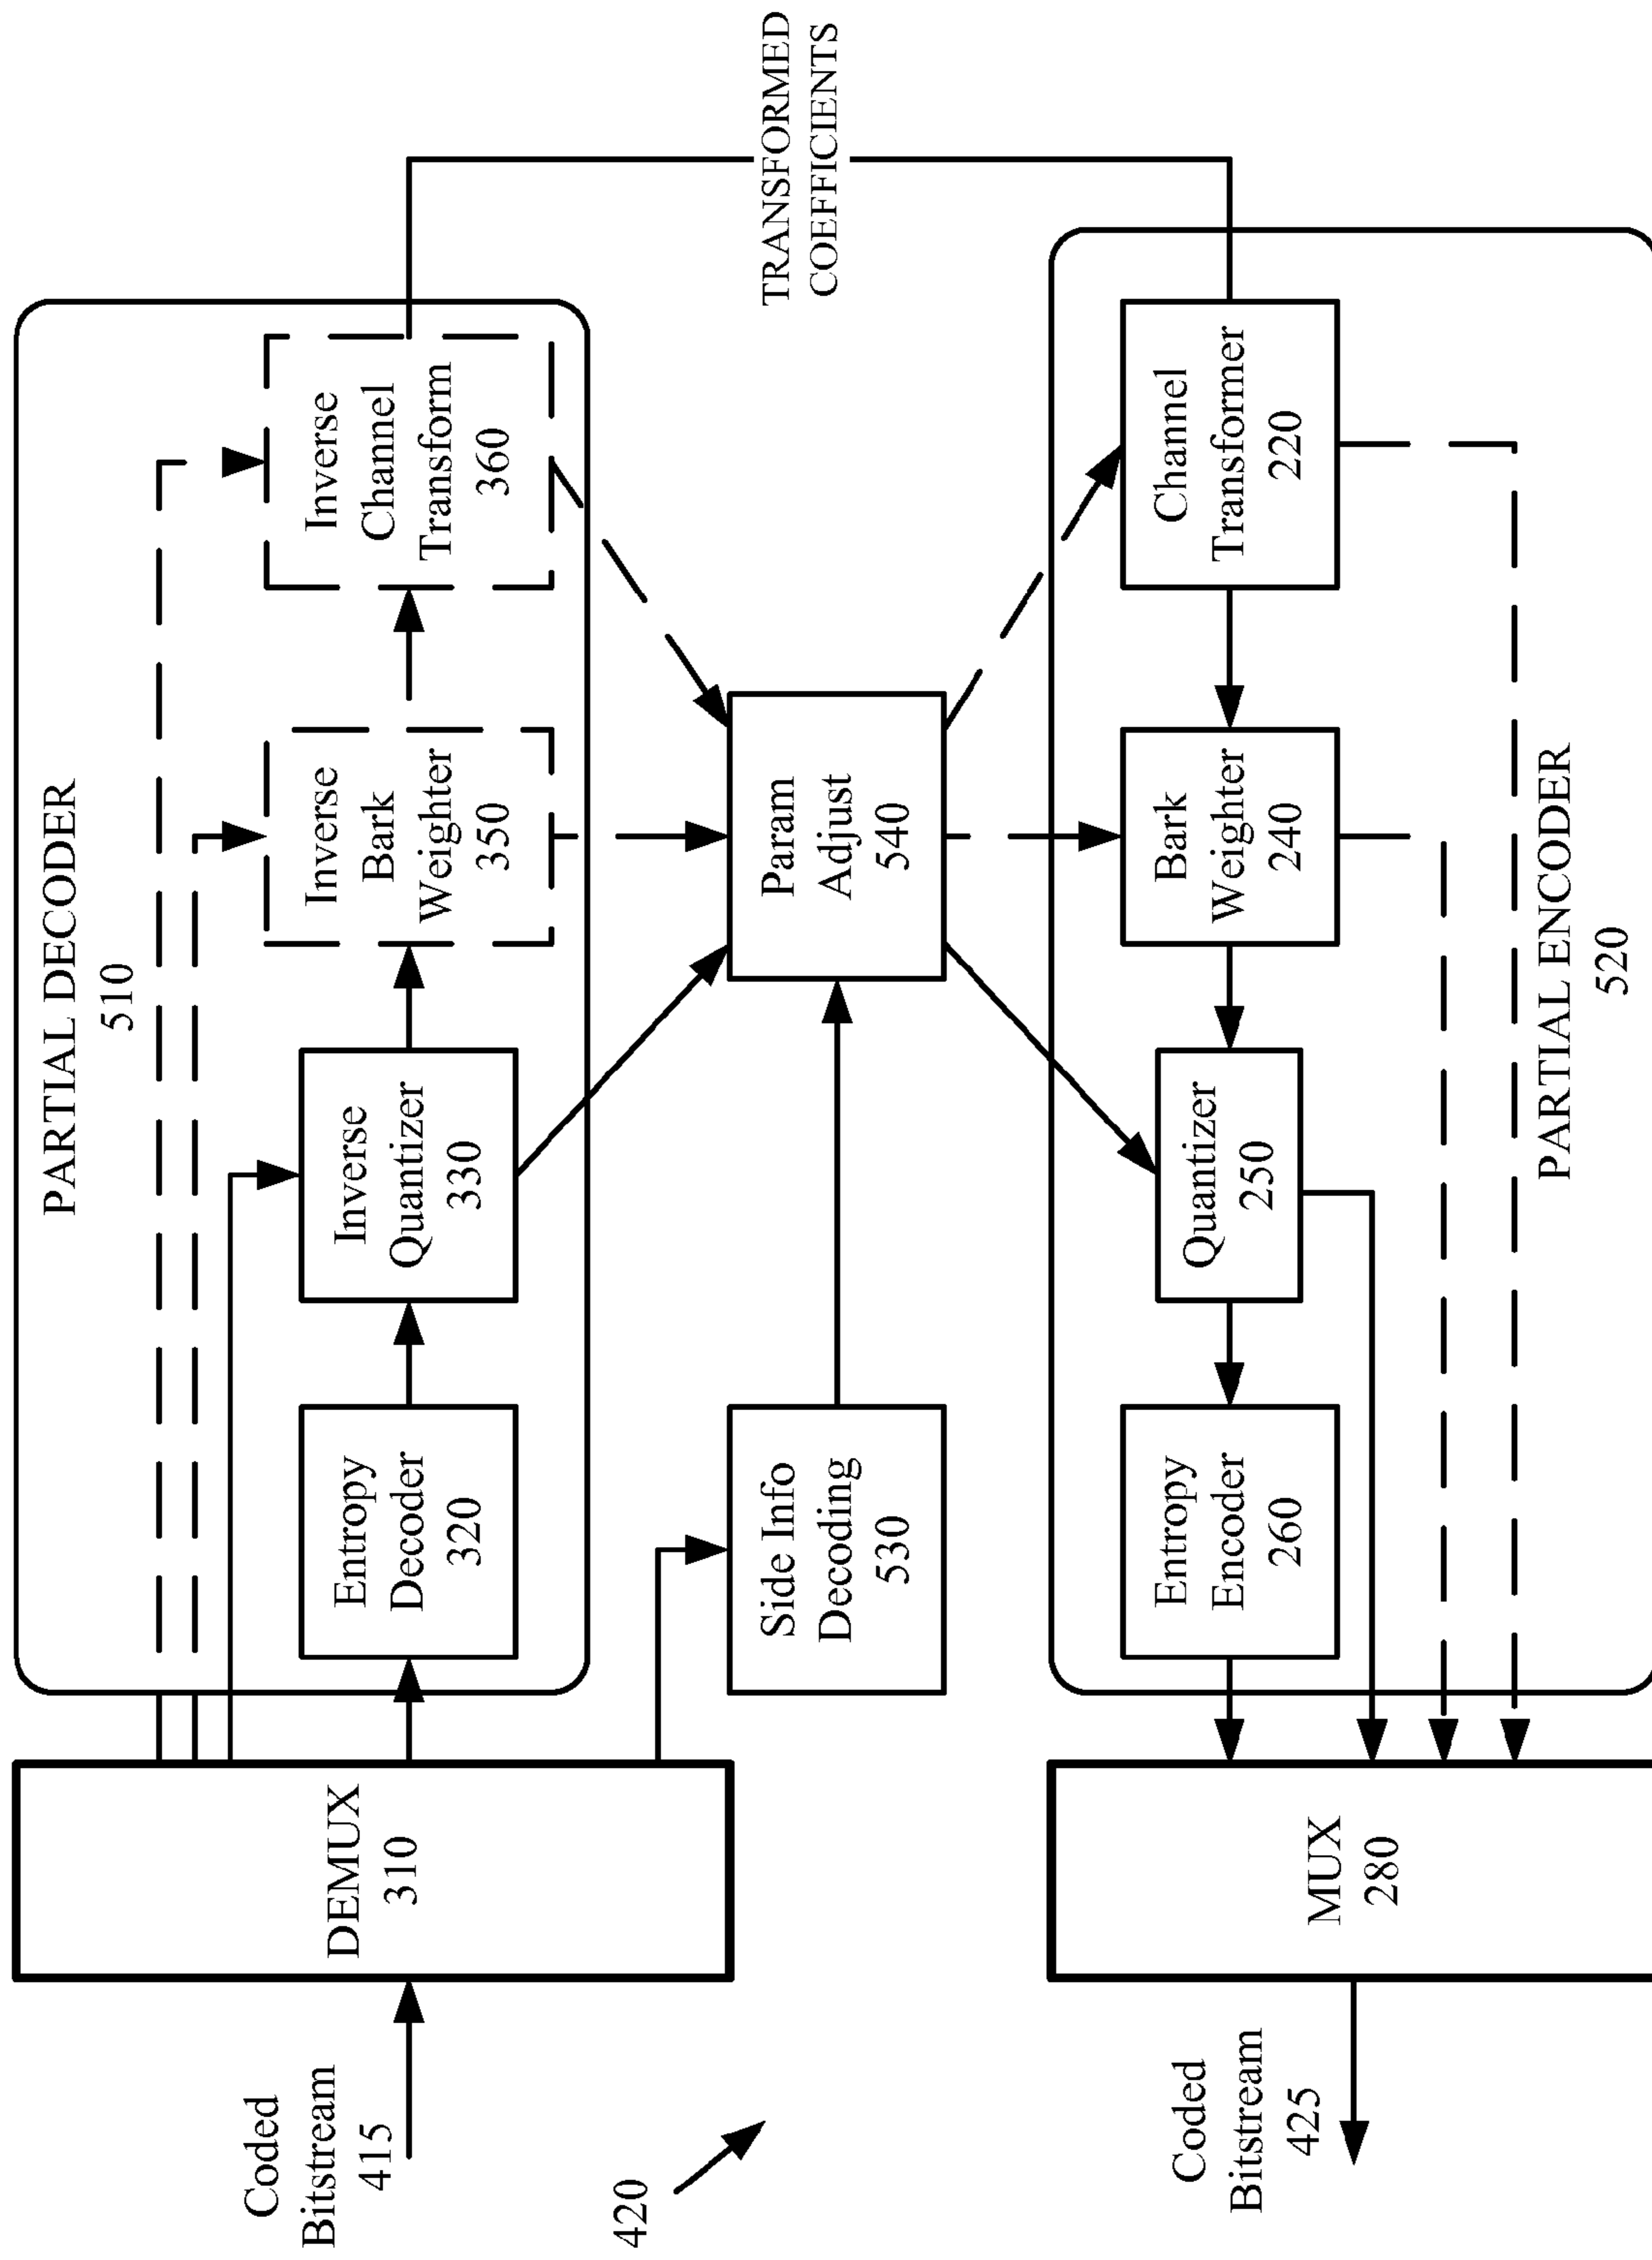 PARTIAL DECODER
510
Coded
Bitstream
415
DEMUX
310
Entropy
Decoder
320
Inverse
Quantizer
330
Inverse
Bark
Weighter
350
Inverse
Channel
Transform
360
TRANSFORMED
COEFFICIENTS
420
Side Info
Decoding
530
Param
Adjust
540
Coded
Bitstream
425
MUX
280
Entropy
Encoder
260
Quantizer
250
Bark
Weighter
240
Channel
Transformer
220
PARTIAL ENCODER
520